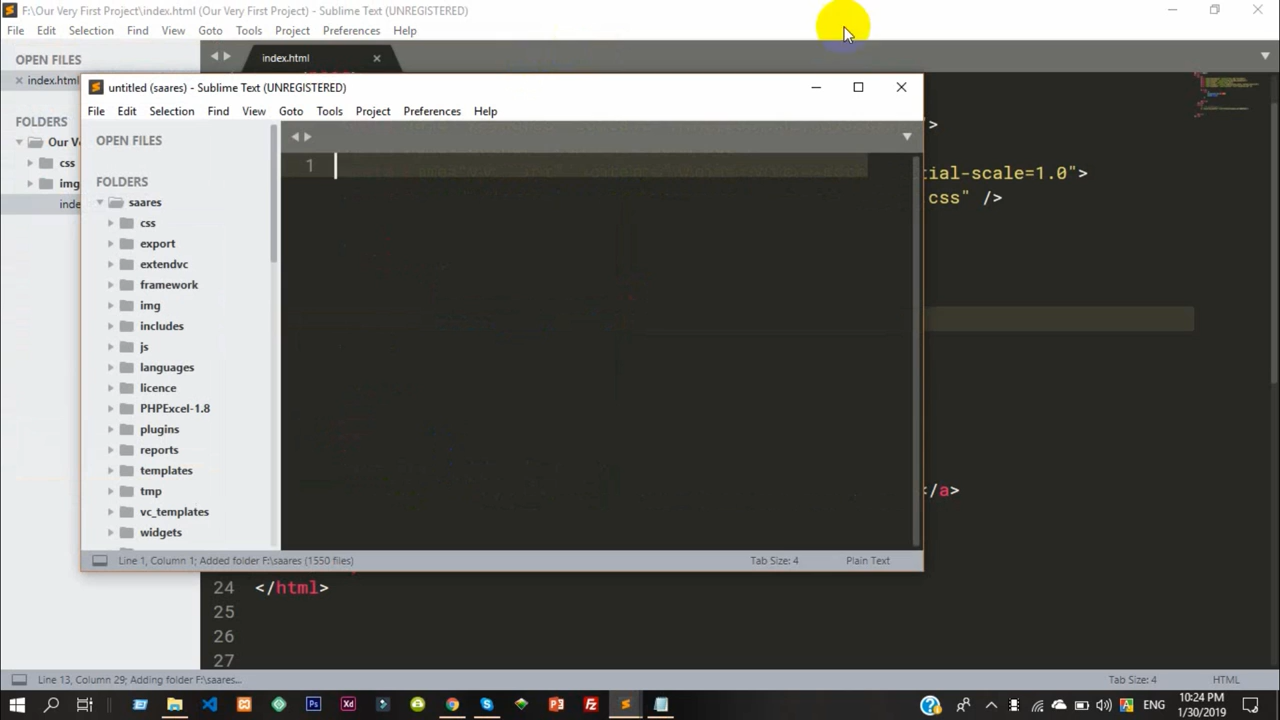 F:\Our Very First Project\index.html (Our Very First Project) - Sublime Text (UNREGISTERED)
File Edit Selection Find View Goto Tools Project Preferences Help
OPEN FILES
index.html
index.html
FOLDERS
Our Ve
css
img
inde
untitled (saares) - Sublime Text (UNREGISTERED)
File Edit Selection Find View Goto Tools Project Preferences Help
OPEN FILES
1
FOLDERS
saares
css
export
extendvc
framework
img
includes
js
languages
licence
PHPExcel-1.8
plugins
reports
templates
tmp
vc_templates
widgets
Line 1, Column 1; Added folder F:\saares (1550 files)
Tab Size: 4
Plain Text
>
tial-scale=1.0">
css" />
</a>
24 </html>
25
26
27
Line 13, Column 29; Adding folder F:\saares...
Tab Size: 4
HTML
ENG
10:24 PM
1/30/2019